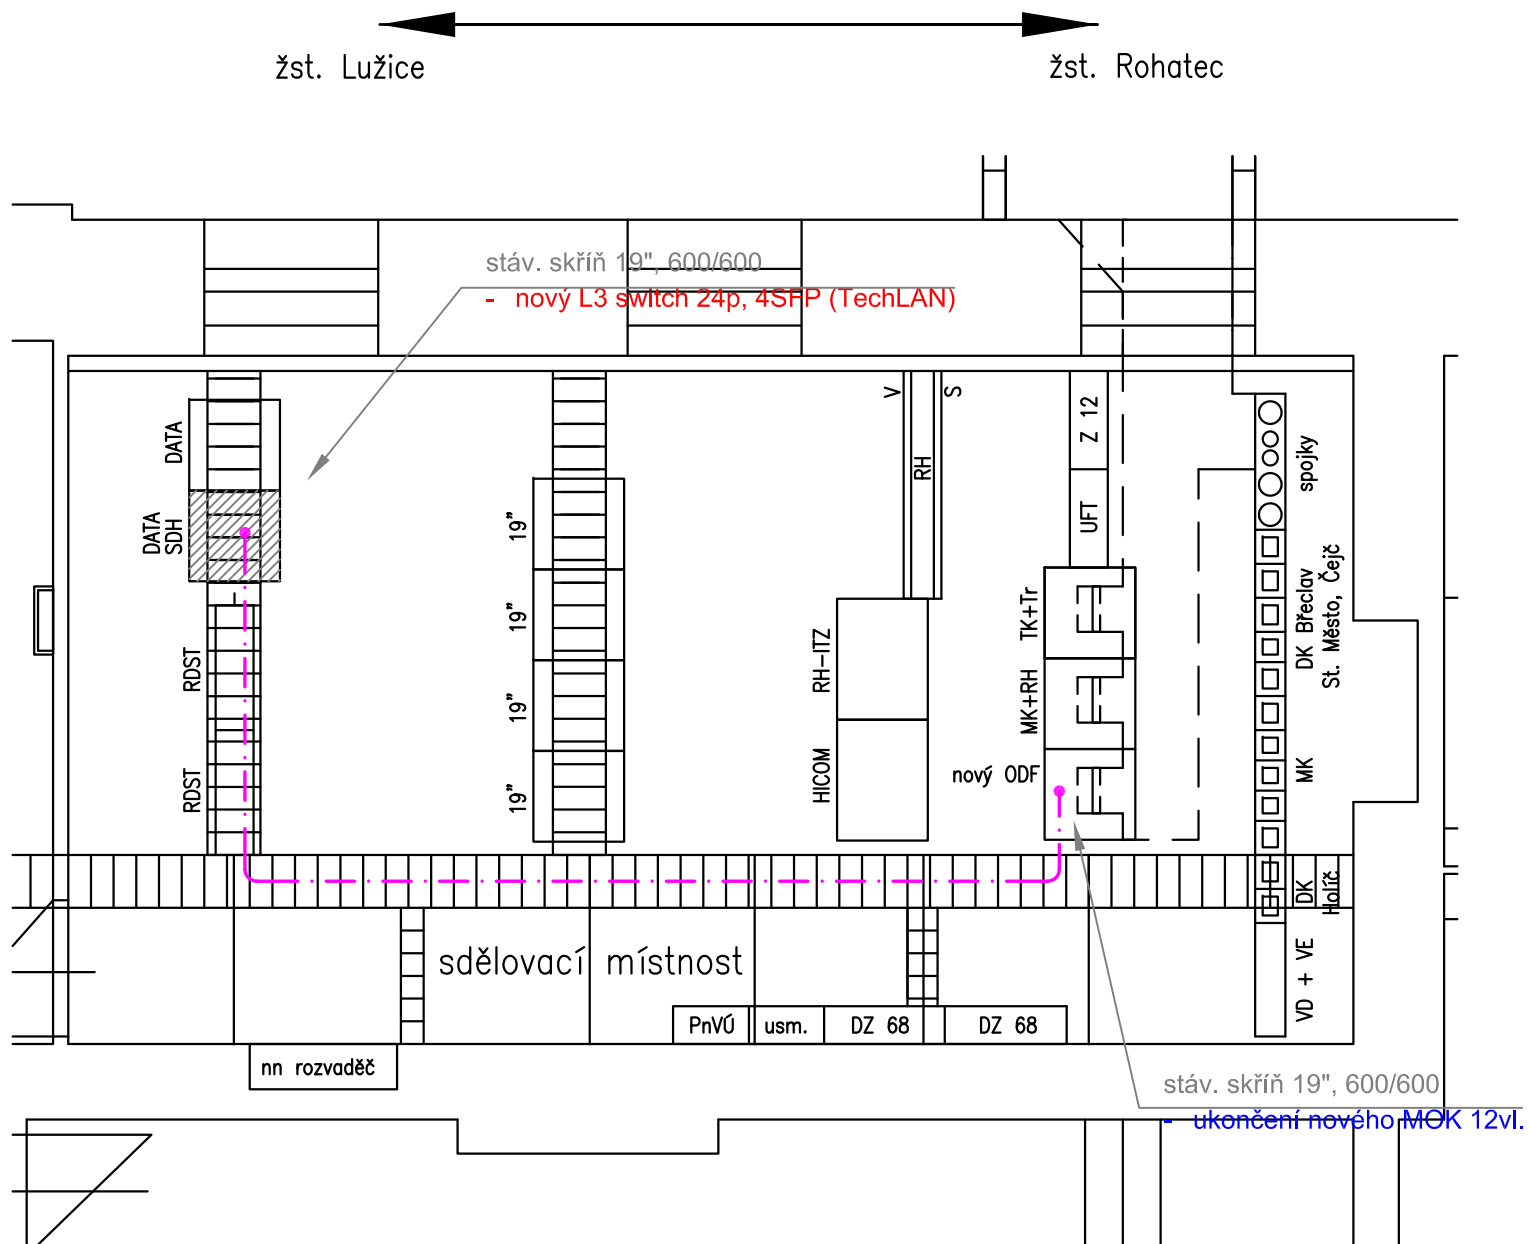 žst. Lužice
žst. Rohatec
stáv. skříň 19", 600/600
- nový L3 switch 24p, 4SFP (TechLAN)
DATA
DATA
SDH
RDST
RDST
19"
19"
19"
19"
V
S
RH
RH-ITZ
HICOM
Z 12
UFT
TK+Tr
MK+RH
nový ODF
spojky
DK Břeclav
St. Město, Čejč
MK
DK
Holíč
VD + VE
sdělovací místnost
PnVÚ
usm.
DZ 68
DZ 68
nn rozvaděč
stáv. skříň 19", 600/600
- ukončení nového MOK 12vl.